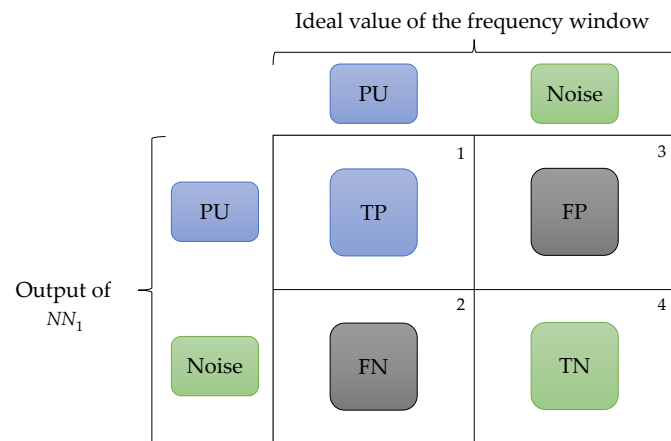 Ideal value of the frequency window
PU
Noise
1
3
PU
TP
FP
Output of
NN₁
2
4
Noise
FN
TN